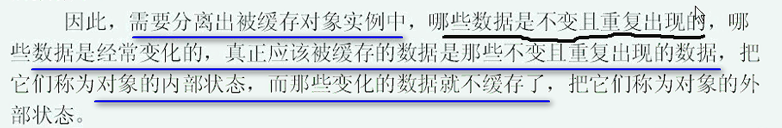 因此，需要分离出被缓存对象实例中，哪些数据是不变且重复出现的，哪
些数据是经常变化的，真正应该被缓存的数据是那些不变且重复出现的数据，把
它们称为对象的内部状态，而那些变化的数据就不缓存了，把它们称为对象的外
部状态。